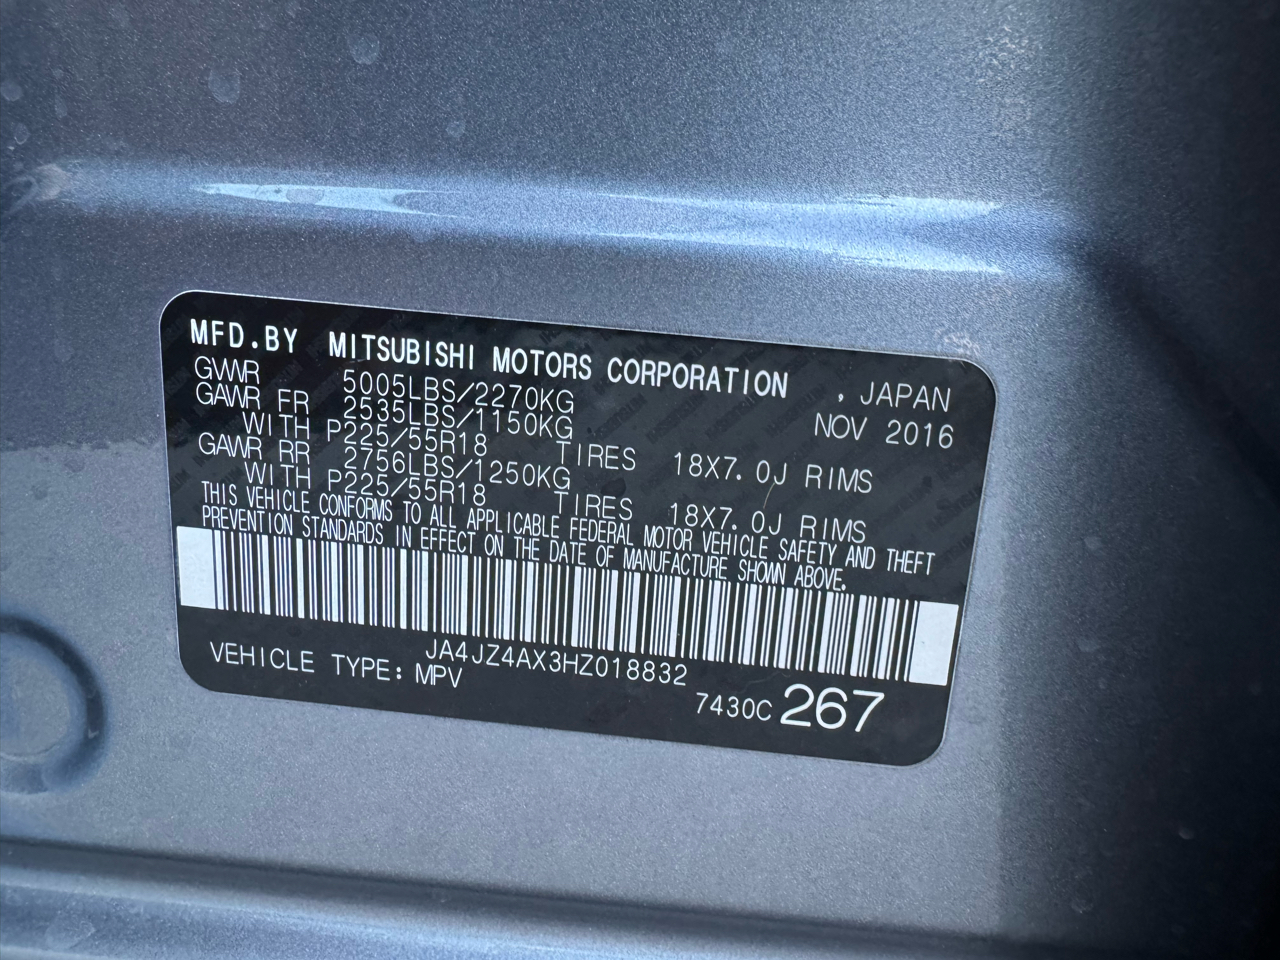 MFD.BY MITSUBISHI MOTORS CORPORATION , JAPAN
GVWR 5005LBS/2270KG NOV 2016
GAWR FR 2535LBS/1150KG
WITH P225/55R18 TIRES 18X7.0J RIMS
GAWR RR 2756LBS/1250KG
WITH P225/55R18 TIRES 18X7.0J RIMS
THIS VEHICLE CONFORMS TO ALL APPLICABLE FEDERAL MOTOR VEHICLE SAFETY AND THEFT
PREVENTION STANDARDS IN EFFECT ON THE DATE OF MANUFACTURE SHOWN ABOVE.
JA4JZ4AX3HZ018832
VEHICLE TYPE: MPV
7430C 267